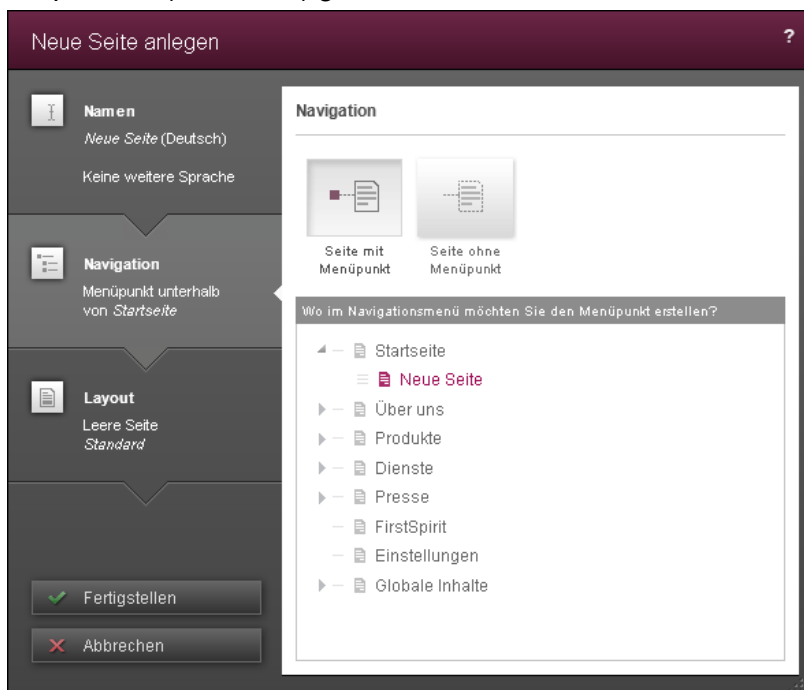 Neue Seite anlegen
?
Namen
Neue Seite (Deutsch)
Keine weitere Sprache
Navigation
Menüpunkt unterhalb
von Startseite
Layout
Leere Seite
Standard
Fertigstellen
Abbrechen
Navigation
Seite mit
Menüpunkt
Seite ohne
Menüpunkt
Wo im Navigationsmenü möchten Sie den Menüpunkt erstellen?
Startseite
Neue Seite
Über uns
Produkte
Dienste
Presse
FirstSpirit
Einstellungen
Globale Inhalte